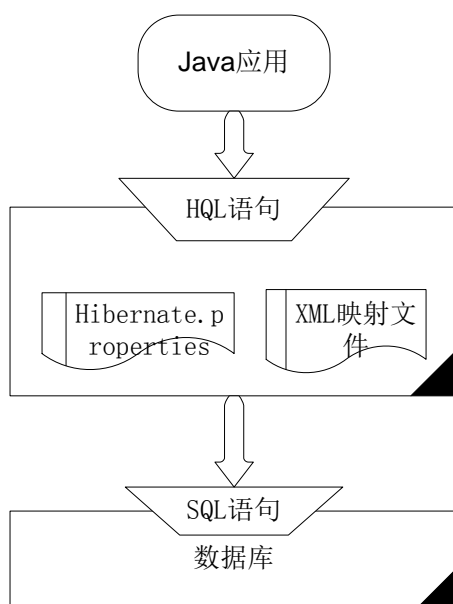 Java应用
HQL语句
Hibernate.p
roperties
XML映射文
件
SQL语句
数据库